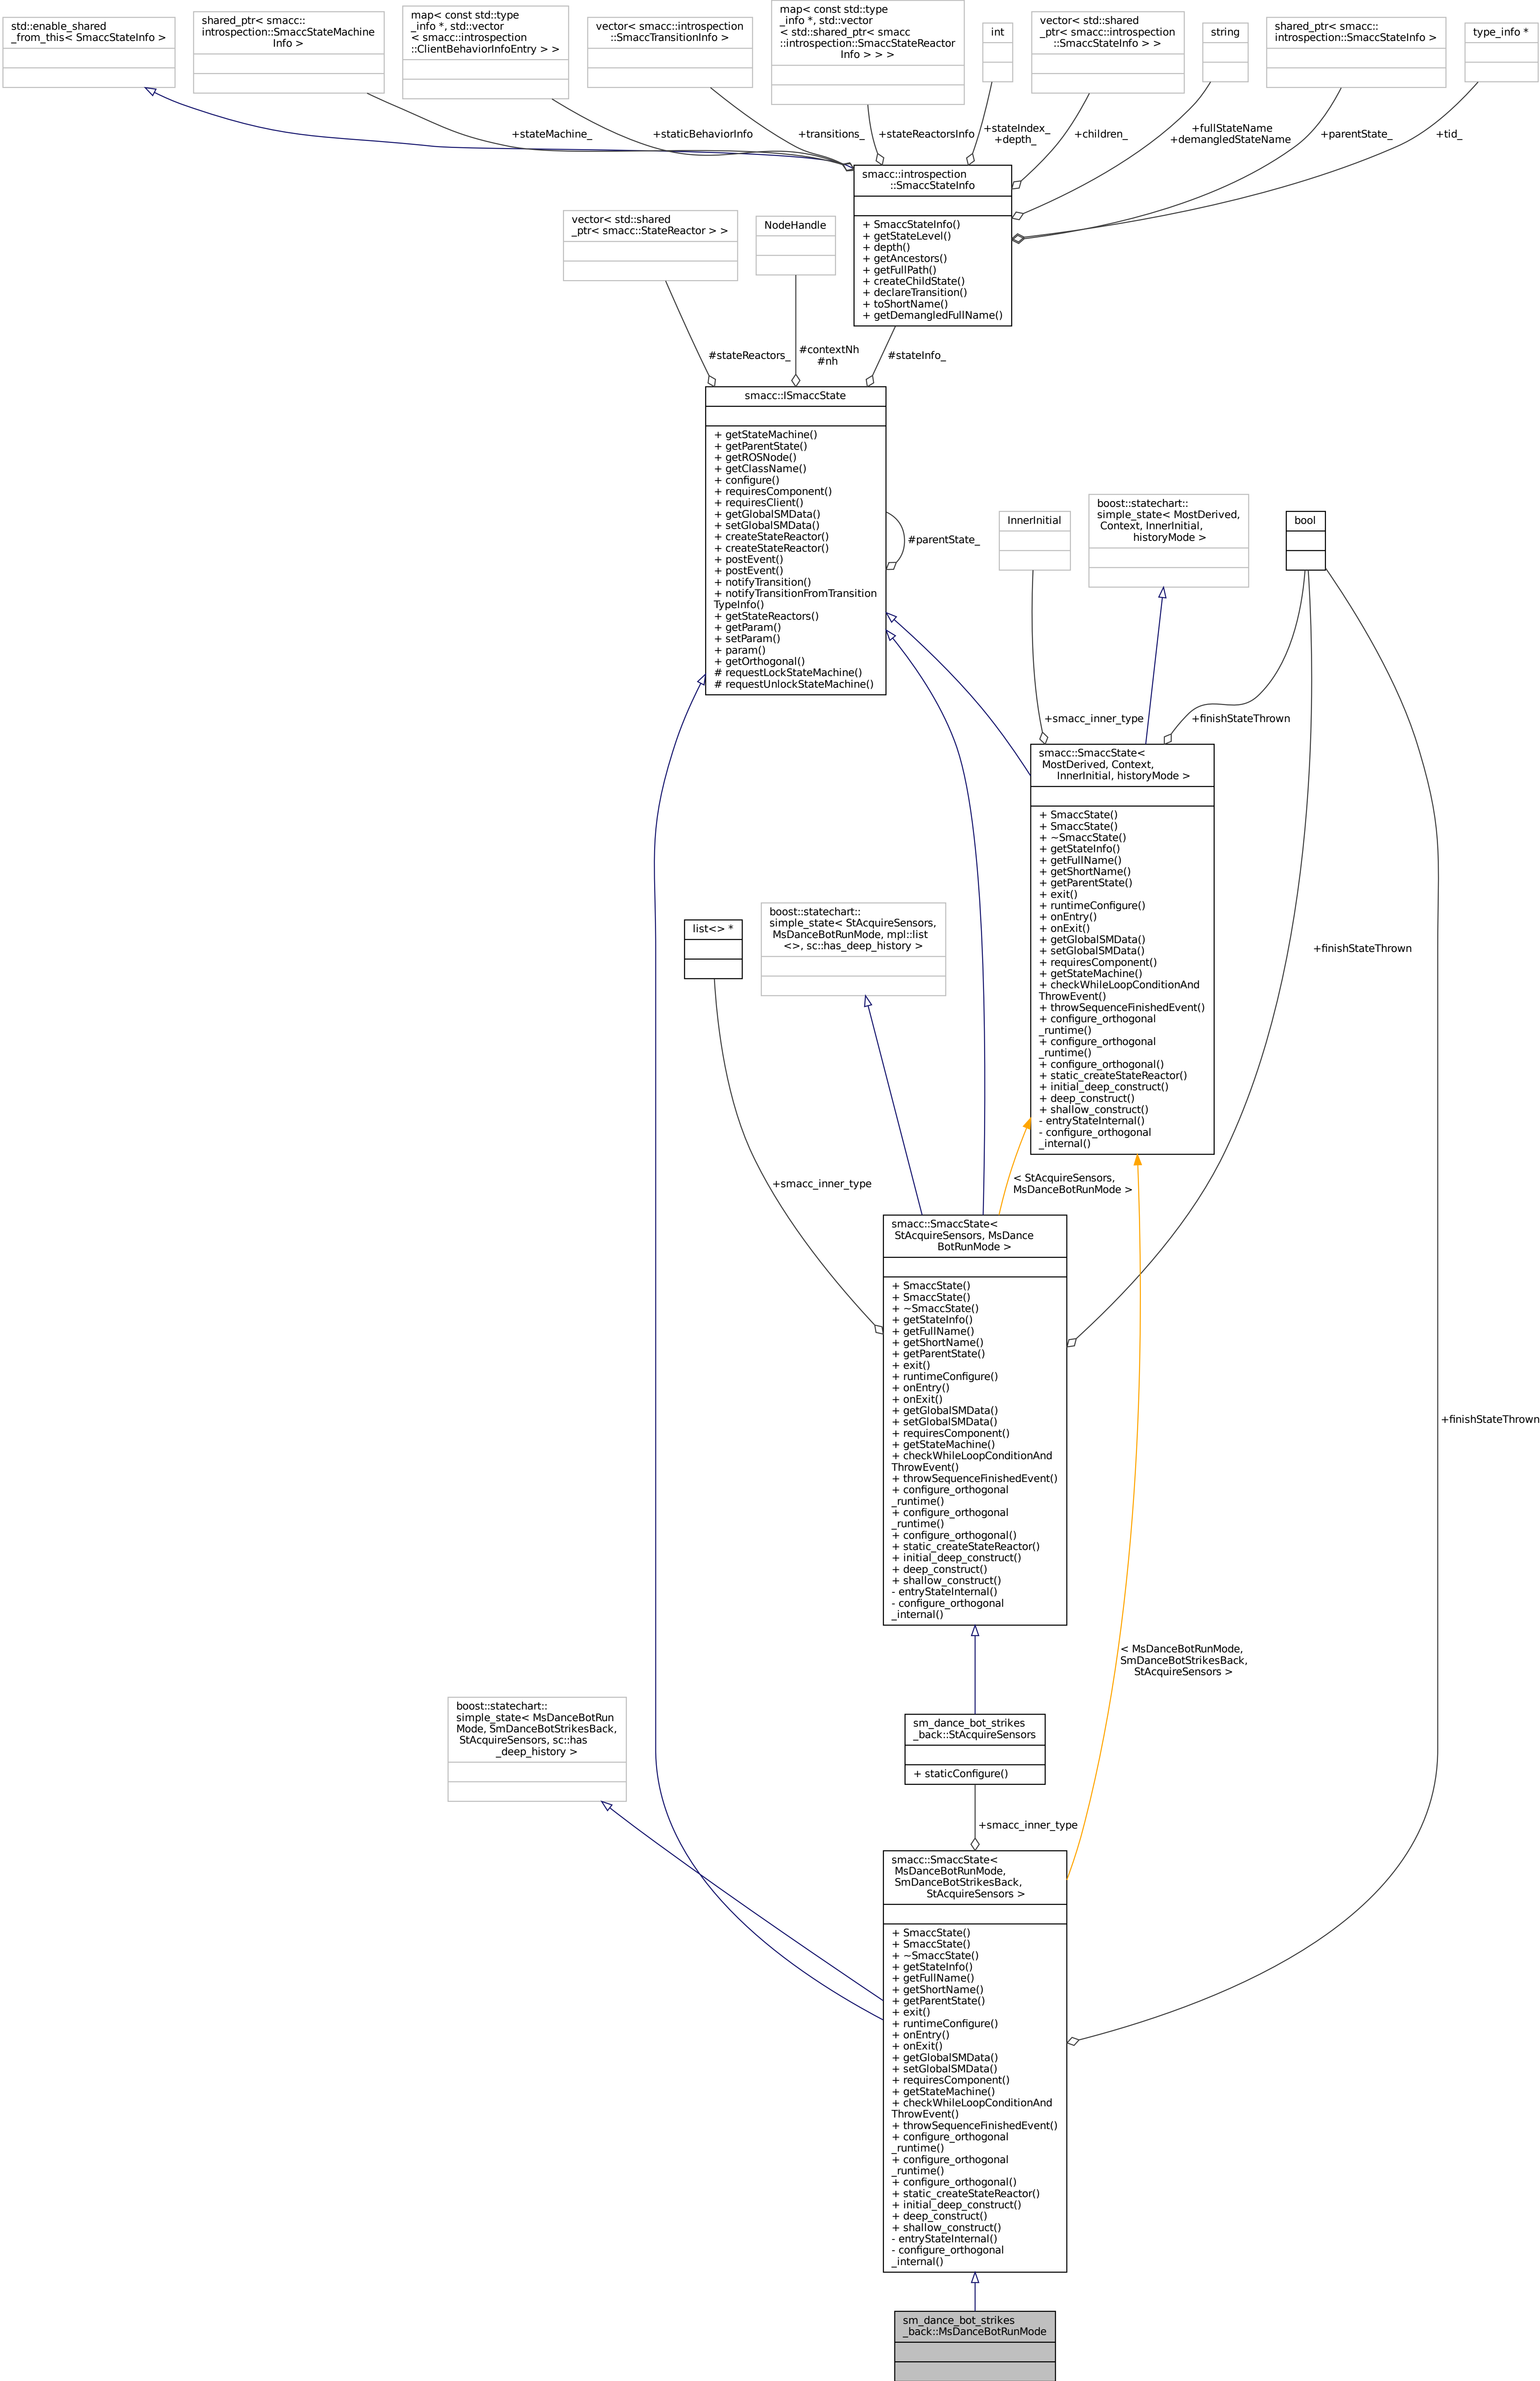 std::enable_shared
_from_this< SmaccStateInfo >
shared_ptr< smacc::
introspection::SmaccStateMachine
Info >
map< const std::type
_info *, std::vector
< smacc::introspection
::ClientBehaviorInfoEntry > >
vector< smacc::introspection
::SmaccTransitionInfo >
map< const std::type
_info *, std::vector
< std::shared_ptr< smacc
::introspection::SmaccStateReactor
Info > > >
int
vector< std::shared
_ptr< smacc::introspection
::SmaccStateInfo > >
string
shared_ptr< smacc::
introspection::SmaccStateInfo >
type_info *
+stateMachine_
+staticBehaviorInfo
+transitions_
+stateReactorsInfo
+stateIndex_
+depth_
+children_
+fullStateName
+demangledStateName
+parentState_
+tid_
smacc::introspection
::SmaccStateInfo
+ SmaccStateInfo()
+ getStateLevel()
+ depth()
+ getAncestors()
+ getFullPath()
+ createChildState()
+ declareTransition()
+ toShortName()
+ getDemangledFullName()
vector< std::shared
_ptr< smacc::StateReactor > >
NodeHandle
#stateReactors_
#contextNh
#nh
#stateInfo_
smacc::ISmaccState
+ getStateMachine()
+ getParentState()
+ getROSNode()
+ getClassName()
+ configure()
+ requiresComponent()
+ requiresClient()
+ getGlobalSMData()
+ setGlobalSMData()
+ createStateReactor()
+ createStateReactor()
+ postEvent()
+ postEvent()
+ notifyTransition()
+ notifyTransitionFromTransition
TypeInfo()
+ getStateReactors()
+ getParam()
+ setParam()
+ param()
+ getOrthogonal()
# requestLockStateMachine()
# requestUnlockStateMachine()
#parentState_
InnerInitial
boost::statechart::
simple_state< MostDerived,
Context, InnerInitial,
historyMode >
bool
+smacc_inner_type
+finishStateThrown
smacc::SmaccState<
MostDerived, Context,
InnerInitial, historyMode >
+ SmaccState()
+ SmaccState()
+ ~SmaccState()
+ getStateInfo()
+ getFullName()
+ getShortName()
+ getParentState()
+ exit()
+ runtimeConfigure()
+ onEntry()
+ onExit()
+ getGlobalSMData()
+ setGlobalSMData()
+ requiresComponent()
+ getStateMachine()
+ checkWhileLoopConditionAnd
ThrowEvent()
+ throwSequenceFinishedEvent()
+ configure_orthogonal
_runtime()
+ configure_orthogonal
_runtime()
+ configure_orthogonal()
+ static_createStateReactor()
+ initial_deep_construct()
+ deep_construct()
+ shallow_construct()
- entryStateInternal()
- configure_orthogonal
_internal()
list<> *
boost::statechart::
simple_state< StAcquireSensors,
MsDanceBotRunMode, mpl::list
<>, sc::has_deep_history >
+finishStateThrown
+smacc_inner_type
< StAcquireSensors,
MsDanceBotRunMode >
smacc::SmaccState<
StAcquireSensors, MsDance
BotRunMode >
+ SmaccState()
+ SmaccState()
+ ~SmaccState()
+ getStateInfo()
+ getFullName()
+ getShortName()
+ getParentState()
+ exit()
+ runtimeConfigure()
+ onEntry()
+ onExit()
+ getGlobalSMData()
+ setGlobalSMData()
+ requiresComponent()
+ getStateMachine()
+ checkWhileLoopConditionAnd
ThrowEvent()
+ throwSequenceFinishedEvent()
+ configure_orthogonal
_runtime()
+ configure_orthogonal
_runtime()
+ configure_orthogonal()
+ static_createStateReactor()
+ initial_deep_construct()
+ deep_construct()
+ shallow_construct()
- entryStateInternal()
- configure_orthogonal
_internal()
+finishStateThrown
< MsDanceBotRunMode,
SmDanceBotStrikesBack,
StAcquireSensors >
boost::statechart::
simple_state< MsDanceBotRun
Mode, SmDanceBotStrikesBack,
StAcquireSensors, sc::has
_deep_history >
sm_dance_bot_strikes
_back::StAcquireSensors
+ staticConfigure()
+smacc_inner_type
smacc::SmaccState<
MsDanceBotRunMode,
SmDanceBotStrikesBack,
StAcquireSensors >
+ SmaccState()
+ SmaccState()
+ ~SmaccState()
+ getStateInfo()
+ getFullName()
+ getShortName()
+ getParentState()
+ exit()
+ runtimeConfigure()
+ onEntry()
+ onExit()
+ getGlobalSMData()
+ setGlobalSMData()
+ requiresComponent()
+ getStateMachine()
+ checkWhileLoopConditionAnd
ThrowEvent()
+ throwSequenceFinishedEvent()
+ configure_orthogonal
_runtime()
+ configure_orthogonal
_runtime()
+ configure_orthogonal()
+ static_createStateReactor()
+ initial_deep_construct()
+ deep_construct()
+ shallow_construct()
- entryStateInternal()
- configure_orthogonal
_internal()
sm_dance_bot_strikes
_back::MsDanceBotRunMode